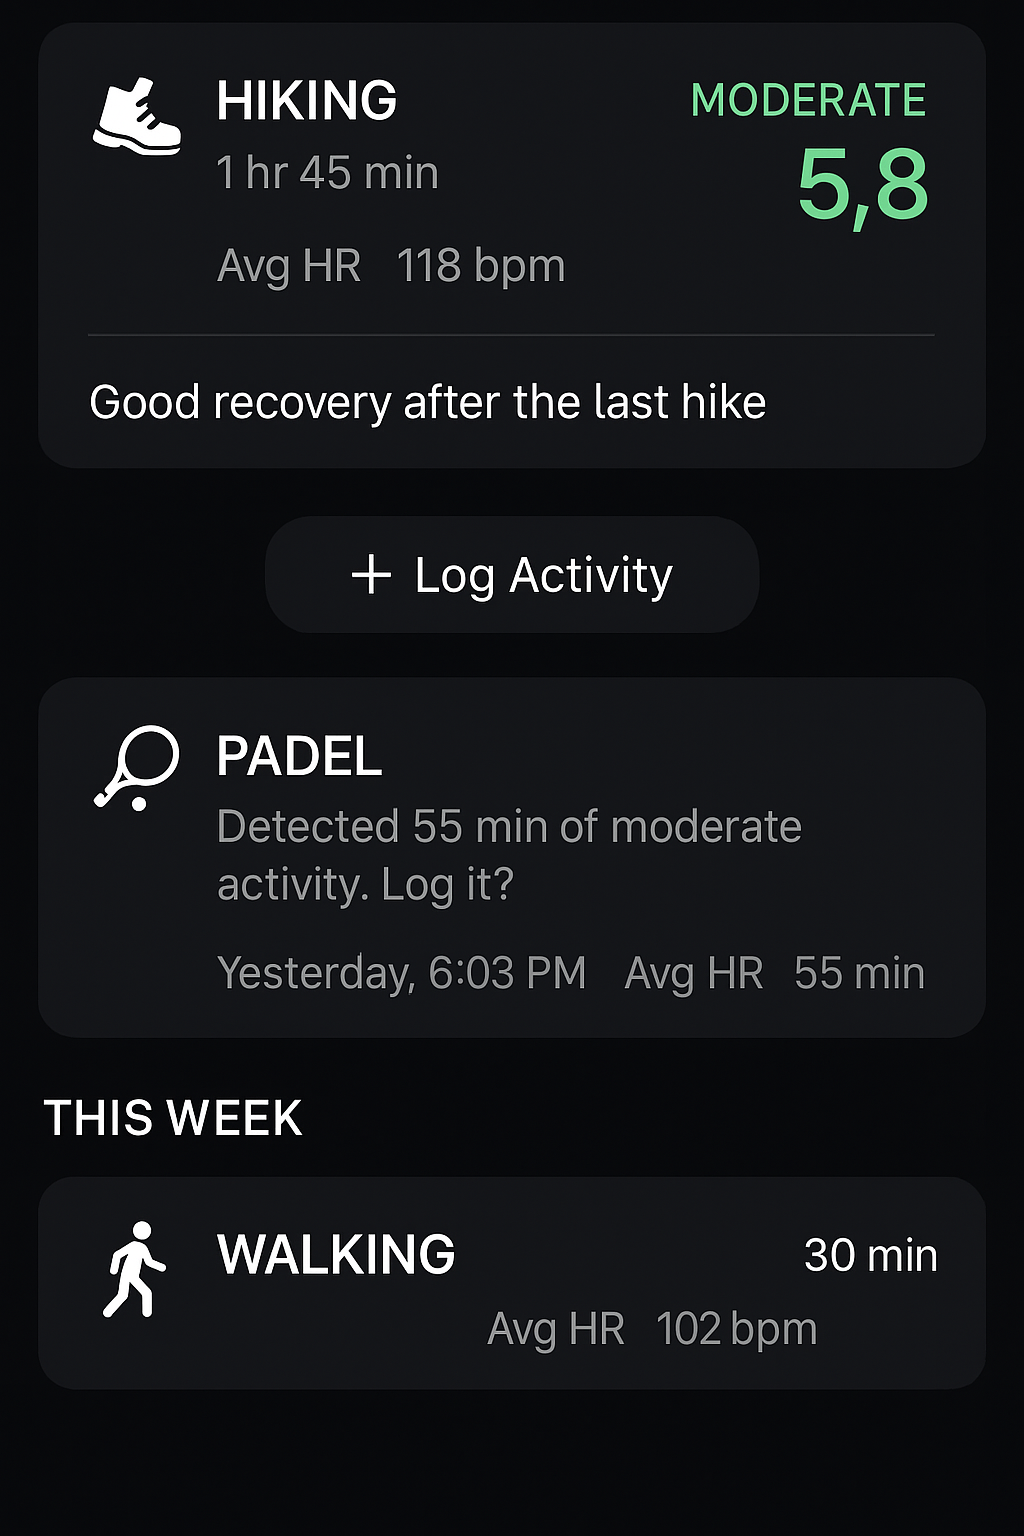 HIKING MODERATE
1 hr 45 min 5,8
Avg HR 118 bpm
Good recovery after the last hike
+ Log Activity
PADEL
Detected 55 min of moderate
activity. Log it?
Yesterday, 6:03 PM Avg HR 55 min
THIS WEEK
WALKING 30 min
Avg HR 102 bpm